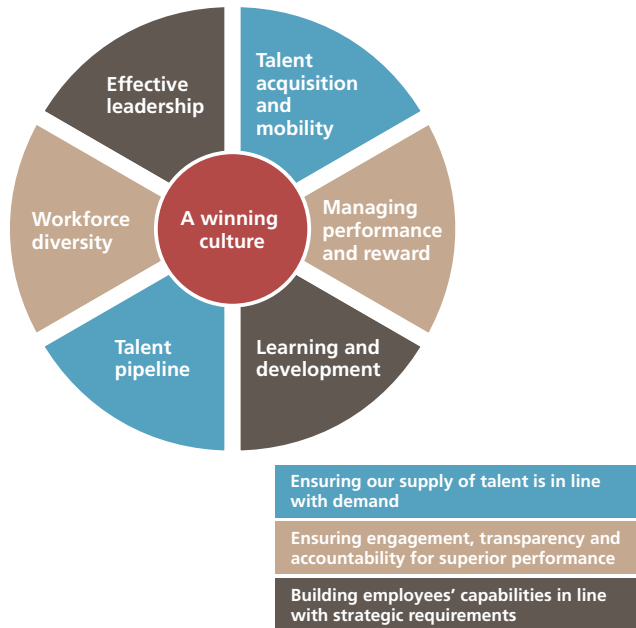 Effective
leadership
Talent
acquisition
and
mobility
Workforce
diversity
A winning
culture
Managing
performance
and reward
Talent
pipeline
Learning and
development
Ensuring our supply of talent is in line
with demand
Ensuring engagement, transparency and
accountability for superior performance
Building employees’ capabilities in line
with strategic requirements